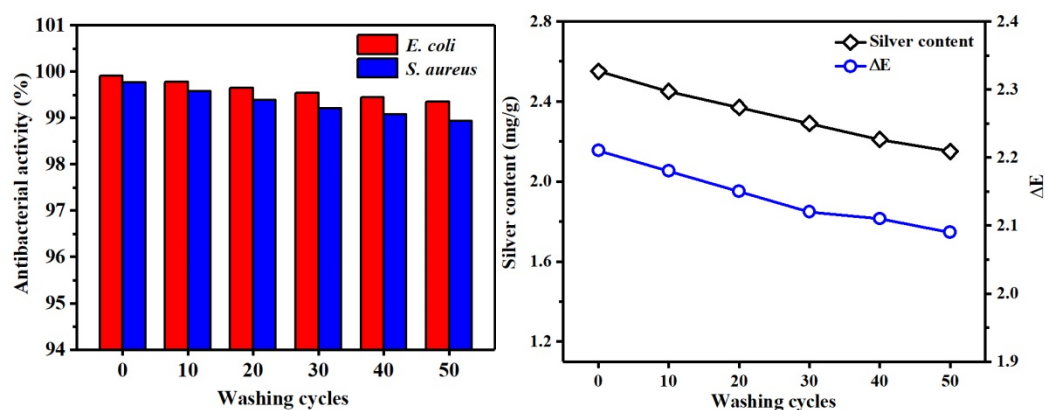 101
100
99
98
97
96
95
94
Antibacterial activity (%)
E. coli
S. aureus
0 10 20 30 40 50
Washing cycles
2.8
2.4
2.0
1.6
1.2
Silver content (mg/g)
Silver content
ΔE
2.4
2.3
2.2
2.1
2.0
1.9
ΔE
0 10 20 30 40 50
Washing cycles